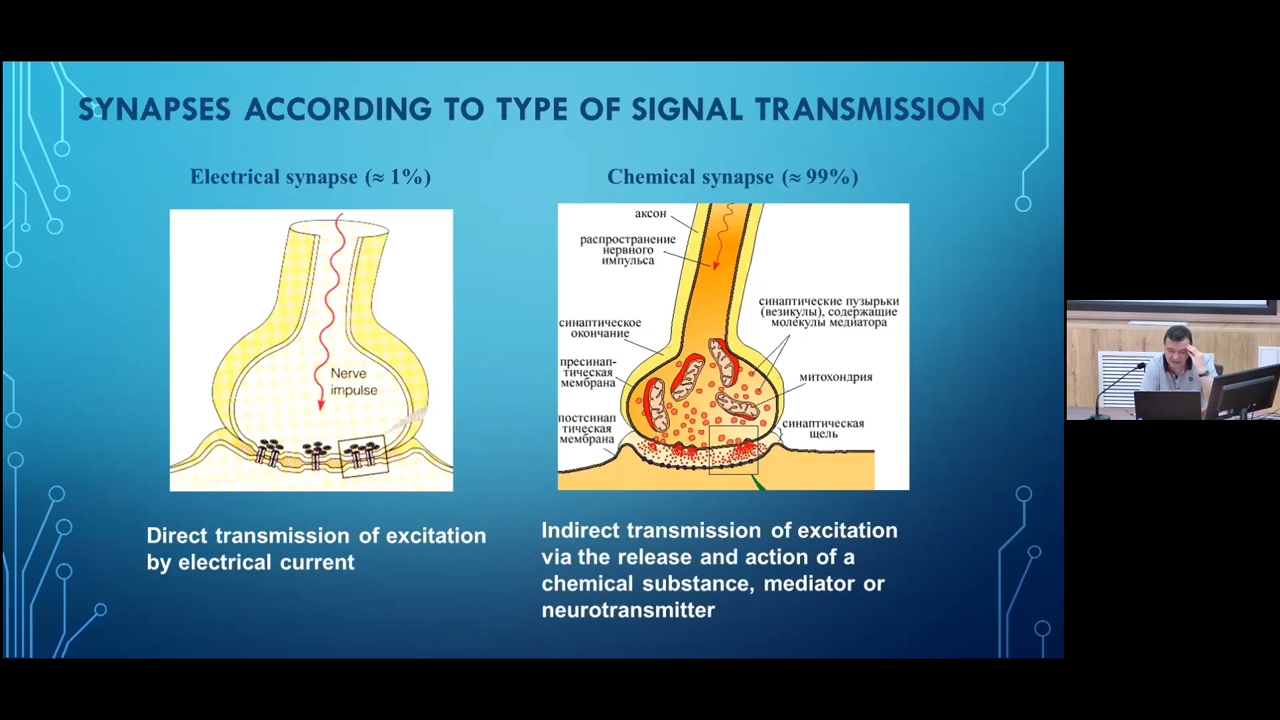 SYNAPSES ACCORDING TO TYPE OF SIGNAL TRANSMISSION
Electrical synapse (≈ 1%)
Nerve
impulse
Direct transmission of excitation
by electrical current
Chemical synapse (≈ 99%)
аксон
распространение
нервного
импульса
синаптические пузырьки
(везикулы), содержащие
молекулы медиатора
синаптическое
окончание
пресинап-
тическая
мембрана
митохондрия
постсинап
тическая
мембрана
синаптическая
щель
Indirect transmission of excitation
via the release and action of a
chemical substance, mediator or
neurotransmitter